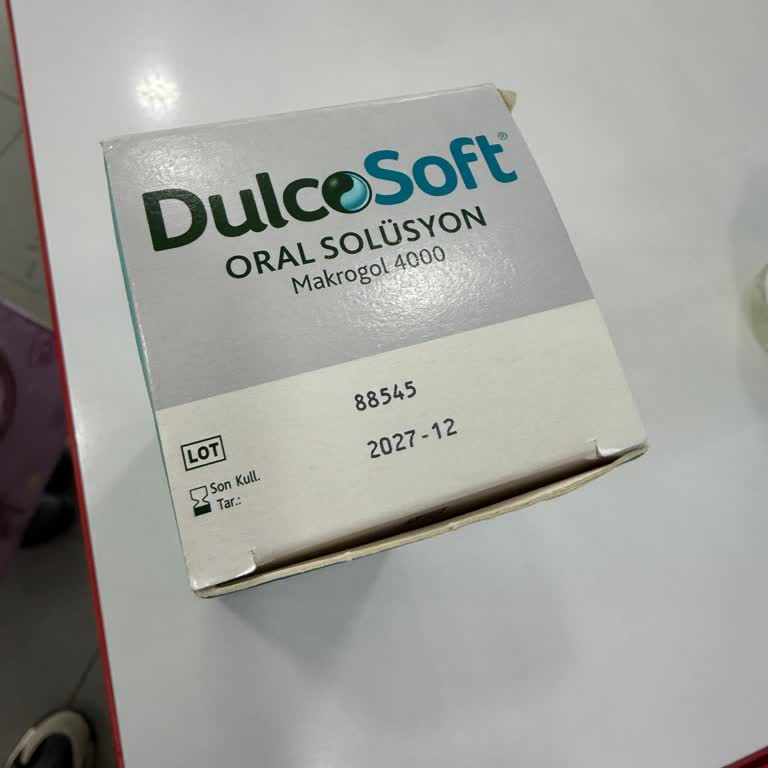 DulcoSoft®
ORAL SOLÜSYON
Makrogol 4000
88545
LOT
2027-12
Son Kull.
Tar.: